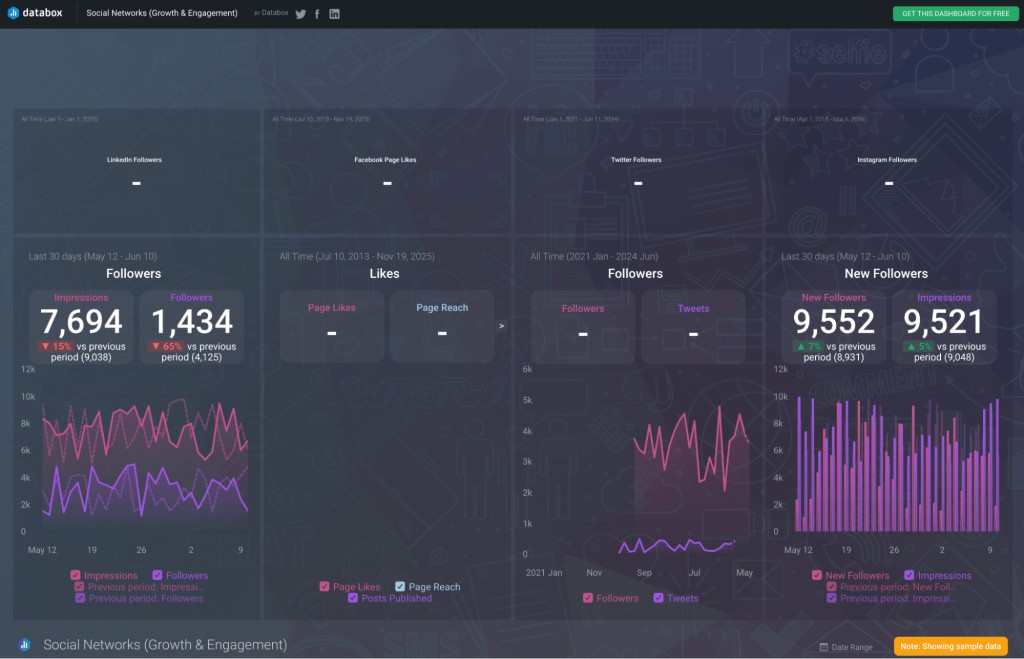 databox
Social Networks (Growth & Engagement)
BY Databox
GET THIS DASHBOARD FOR FREE
#selfie
All Time (Jan 1 - Jan 1, 2025)
All Time (Jul 10, 2013 - Nov 19, 2025)
All Time (Jan 1, 2021 - Jun 11, 2024)
LinkedIn Followers
Facebook Page Likes
Twitter Followers
Instagram Followers
-
-
-
-
Last 30 days (May 12 - Jun 10)
Followers
Impressions
Followers
7,694
1,434
▼ 15% vs previous
period (9,038)
▼ 65% vs previous
period (4,125)
12k
10k
8k
6k
4k
2k
0
May 12
19
26
2
9
Impressions
Followers
Previous period: Impressi...
Previous period: Followers
All Time (Jul 10, 2013 - Nov 19, 2025)
Likes
Page Likes
Page Reach
-
-
>
Page Likes
Page Reach
Posts Published
All Time (2021 Jan - 2024 Jun)
Followers
Followers
Tweets
-
-
6k
5k
4k
3k
2k
1k
0
2021 Jan
Nov
Sep
Jul
May
Followers
Tweets
Last 30 days (May 12 - Jun 10)
New Followers
New Followers
Impressions
9,552
9,521
▲ 7% vs previous
period (8,931)
▲ 5% vs previous
period (9,048)
12k
10k
8k
6k
4k
2k
0
COMMENT
May 12
19
26
2
9
New Followers
Impressions
Previous period: New Foll...
Previous period: Impressi...
Social Networks (Growth & Engagement)
Date Range
Note: Showing sample data